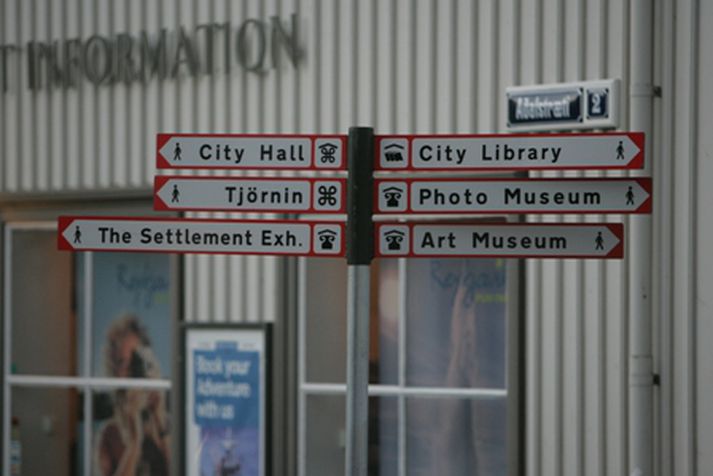 INFORMATION
Aðalstræti 2
City Hall
City Library
Tjörnin
Photo Museum
The Settlement Exh.
Art Museum
Book your
Adventure
with us